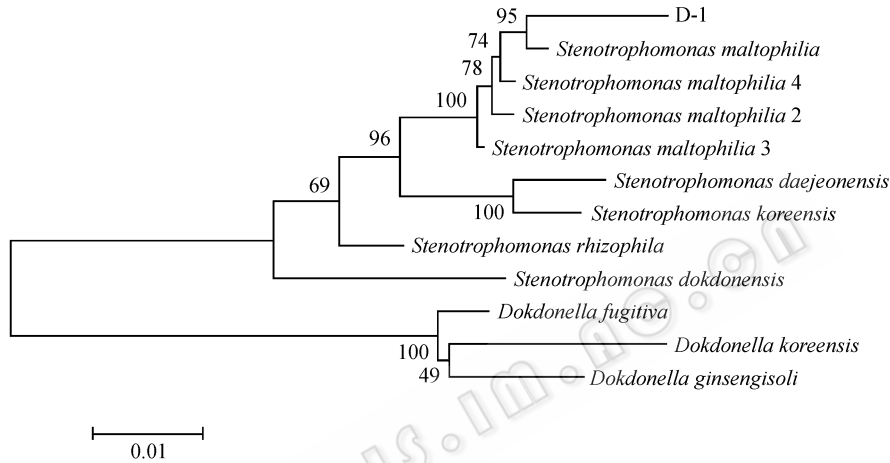 95
D-1
74
Stenotrophomonas maltophilia
78
Stenotrophomonas maltophilia 4
100
Stenotrophomonas maltophilia 2
96
Stenotrophomonas maltophilia 3
69
Stenotrophomonas daejeonensis
100
Stenotrophomonas koreensis
Stenotrophomonas rhizophila
Stenotrophomonas dokdonensis
Dokdonella fugitiva
100
Dokdonella koreensis
49
Dokdonella ginsengisoli
0.01